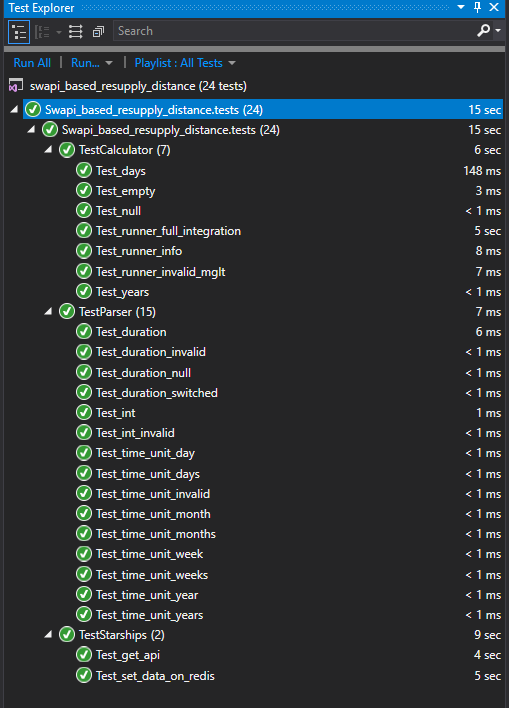 Test Explorer
Search
Run All | Run... | Playlist : All Tests
swapi_based_resupply_distance (24 tests)
Swapi_based_resupply_distance.tests (24) 15 sec
Swapi_based_resupply_distance.tests (24) 15 sec
TestCalculator (7) 6 sec
Test_days 148 ms
Test_empty 3 ms
Test_null < 1 ms
Test_runner_full_integration 5 sec
Test_runner_info 8 ms
Test_runner_invalid_mglt 7 ms
Test_years < 1 ms
TestParser (15) 7 ms
Test_duration 6 ms
Test_duration_invalid < 1 ms
Test_duration_null < 1 ms
Test_duration_switched < 1 ms
Test_int 1 ms
Test_int_invalid < 1 ms
Test_time_unit_day < 1 ms
Test_time_unit_days < 1 ms
Test_time_unit_invalid < 1 ms
Test_time_unit_month < 1 ms
Test_time_unit_months < 1 ms
Test_time_unit_week < 1 ms
Test_time_unit_weeks < 1 ms
Test_time_unit_year < 1 ms
Test_time_unit_years < 1 ms
TestStarships (2) 9 sec
Test_get_api 4 sec
Test_set_data_on_redis 5 sec